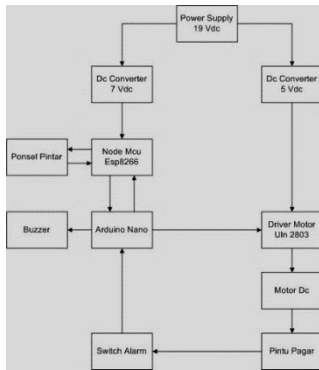 Power Supply
19 Vdc
Dc Converter
7 Vdc
Dc Converter
5 Vdc
Ponsel Pintar
Node Mcu
Esp8266
Buzzer
Arduino Nano
Driver Motor
Uln 2803
Motor Dc
Switch Alarm
Pintu Pagar